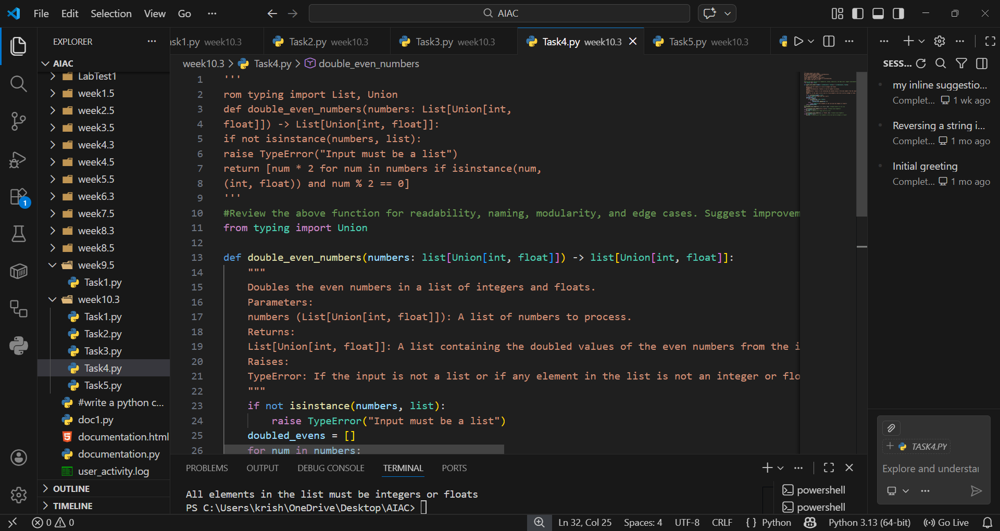 File Edit Selection View Go ··· AIAC
EXPLORER ···
AIAC
LabTest1
week1.5
week2.5
week3.5
week4.3
week4.5
week5.5
week6.3
week7.5
week8.3
week8.5
week9.5
Task1.py
week10.3
Task1.py
Task2.py
Task3.py
Task4.py
Task5.py
#write a python c...
doc1.py
documentation.html
documentation.py
user_activity.log
OUTLINE
TIMELINE
1
sk1.py week10.3 Task2.py week10.3 Task3.py week10.3 Task4.py week10.3 Task5.py week10.3
week10.3 > Task4.py > double_even_numbers
1 '''
2 rom typing import List, Union
3 def double_even_numbers(numbers: List[Union[int,
4 float]]) -> List[Union[int, float]]:
5 if not isinstance(numbers, list):
6 raise TypeError("Input must be a list")
7 return [num * 2 for num in numbers if isinstance(num,
8 (int, float)) and num % 2 == 0]
9 '''
10 #Review the above function for readability, naming, modularity, and edge cases. Suggest improvem
11 from typing import Union
12
13 def double_even_numbers(numbers: list[Union[int, float]]) -> list[Union[int, float]]:
14 """
15 Doubles the even numbers in a list of integers and floats.
16 Parameters:
17 numbers (List[Union[int, float]]): A list of numbers to process.
18 Returns:
19 List[Union[int, float]]: A list containing the doubled values of the even numbers from the i
20 Raises:
21 TypeError: If the input is not a list or if any element in the list is not an integer or flo
22 """
23 if not isinstance(numbers, list):
24 raise TypeError("Input must be a list")
25 doubled_evens = []
26 for num in numbers:
PROBLEMS OUTPUT DEBUG CONSOLE TERMINAL PORTS
All elements in the list must be integers or floats
PS C:\Users\krish\OneDrive\Desktop\AIAC>
powershell
powershell
SESS...
my inline suggestio...
Complet... 1 wk ago
Reversing a string i...
Complet... 1 mo ago
Initial greeting
Complet... 1 mo ago
TASK4.PY
Explore and understa
0 0 Ln 32, Col 25 Spaces: 4 UTF-8 CRLF { } Python Python 3.13 (64-bit) Go Live